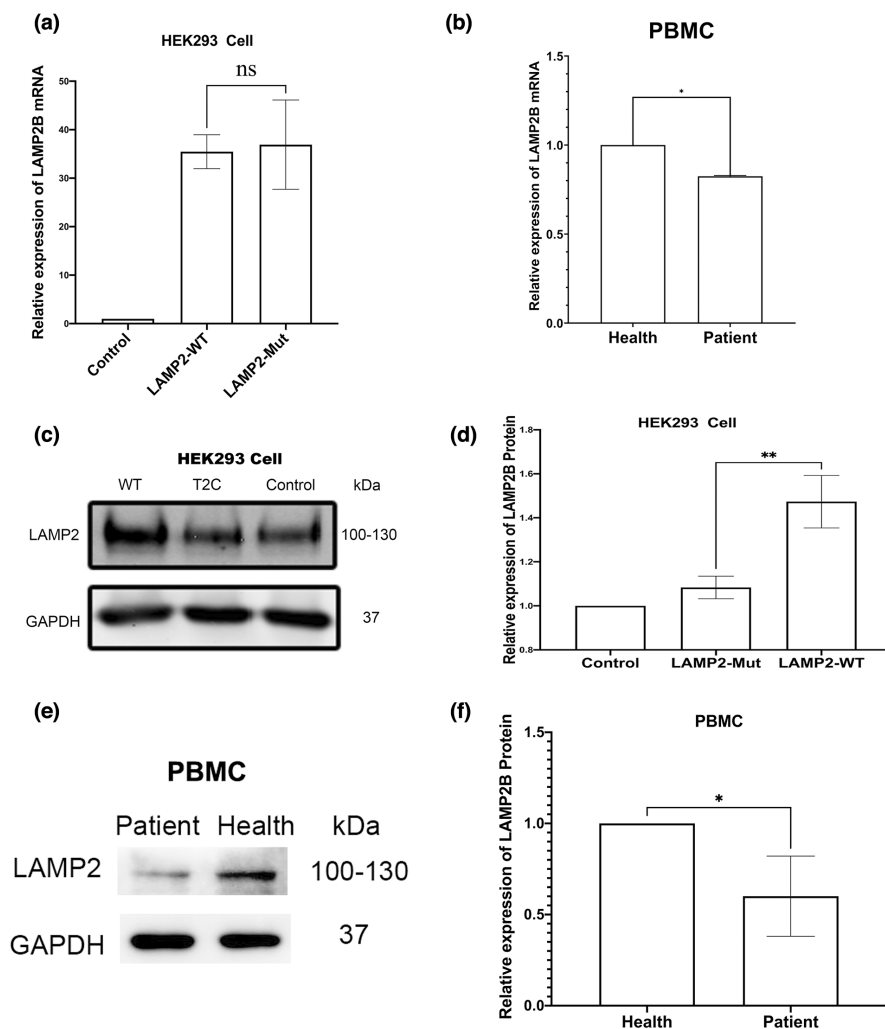 (a)
HEK293 Cell
ns
Relative expression of LAMP2B mRNA
50
40
30
20
10
0
Control
LAMP2-WT
LAMP2-Mut
(b)
PBMC
*
Relative expression of LAMP2B mRNA
1.5
1.0
0.5
0.0
Health Patient
(c)
HEK293 Cell
WT T2C Control kDa
LAMP2 100-130
GAPDH 37
(d)
HEK293 Cell
**
Relative expression of LAMP2B Protein
1.8
1.6
1.4
1.2
1.0
0.8
Control LAMP2-Mut LAMP2-WT
(e)
PBMC
Patient Health kDa
LAMP2 100-130
GAPDH 37
(f)
PBMC
*
Relative expression of LAMP2B Protein
1.5
1.0
0.5
0.0
Health Patient